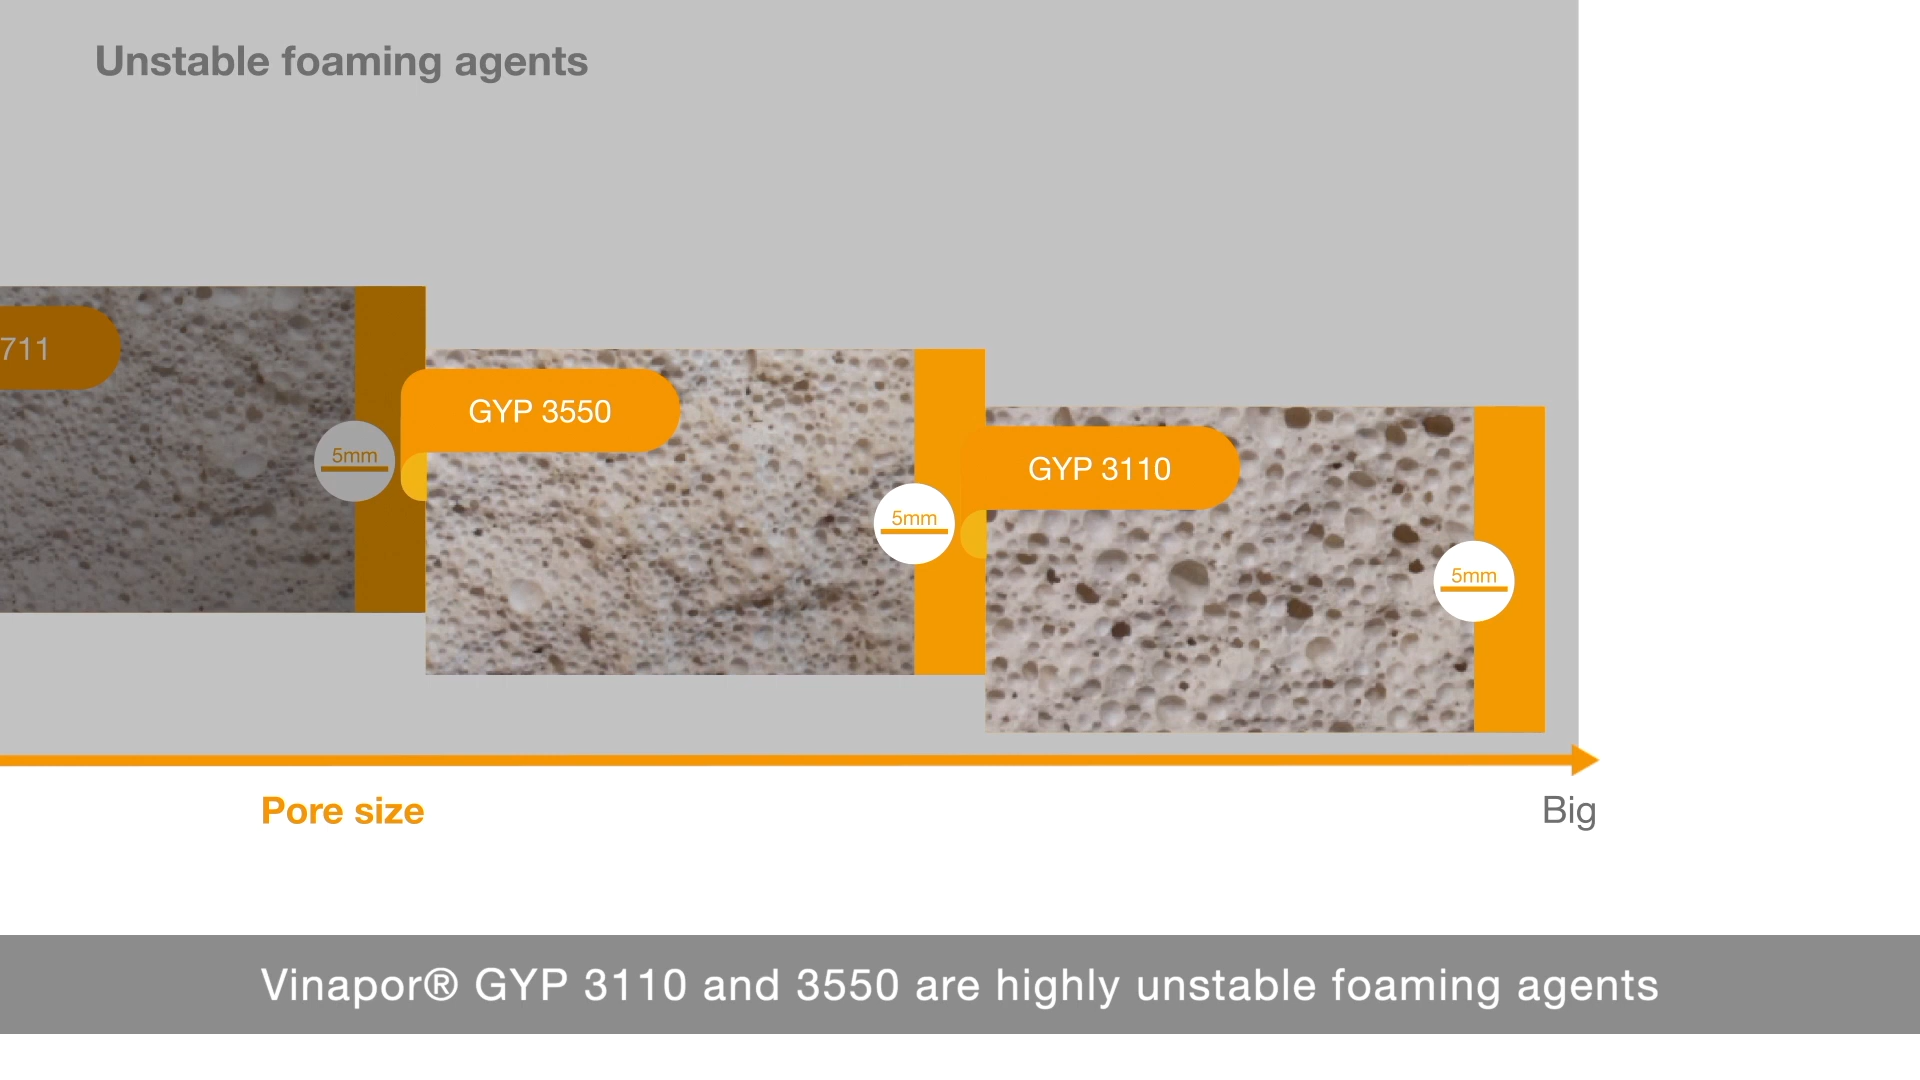 Unstable foaming agents
711
5mm
GYP 3550
5mm
GYP 3110
5mm
Pore size
Big
Vinapor® GYP 3110 and 3550 are highly unstable foaming agents